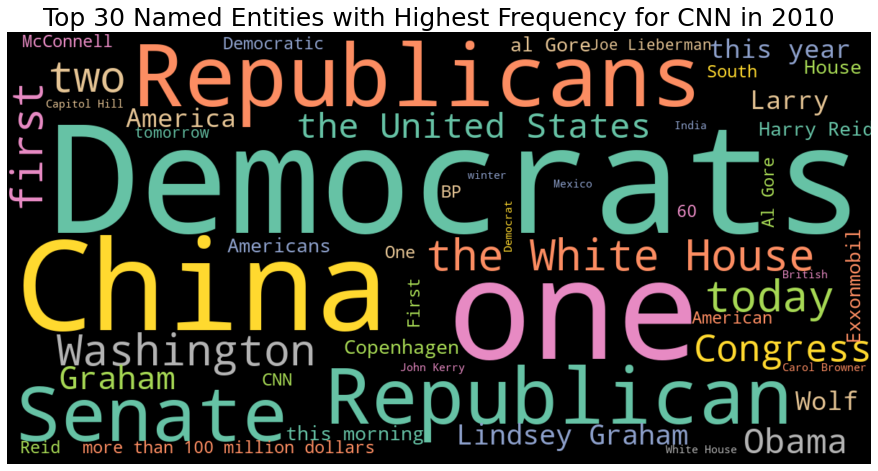 Top 30 Named Entities with Highest Frequency for CNN in 2010
McConnell
Democratic
al Gore
Joe Lieberman
this year
two
Republicans
South
House
Capitol Hill
America
Larry
first
tomorrow
the United States
India
Harry Reid
Democrats
winter
Mexico
BP
60
Al Gore
Democrat
Americans
One
the White House
Exxonmobil
China
one
British
today
First
American
Washington
Copenhagen
Congress
Graham
CNN
John Kerry
Carol Browner
Senate
Republican
Wolf
this morning
Lindsey Graham
Obama
Reid
more than 100 million dollars
White House